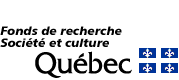 Fonds de recherche
Société et culture
Québec